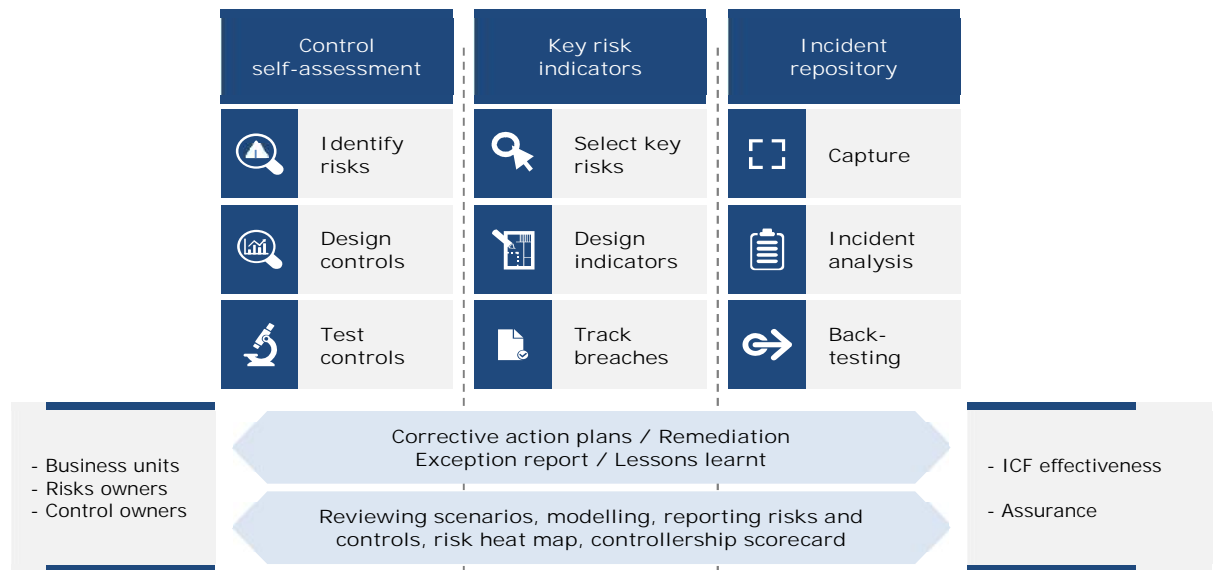 Control
self-assessment
Key risk
indicators
Incident
repository
Identify
risks
Select key
risks
Capture
Design
controls
Design
indicators
Incident
analysis
Test
controls
Track
breaches
Back-
testing
- Business units
- Risks owners
- Control owners
Corrective action plans / Remediation
Exception report / Lessons learnt
Reviewing scenarios, modelling, reporting risks and
controls, risk heat map, controllership scorecard
- ICF effectiveness
- Assurance